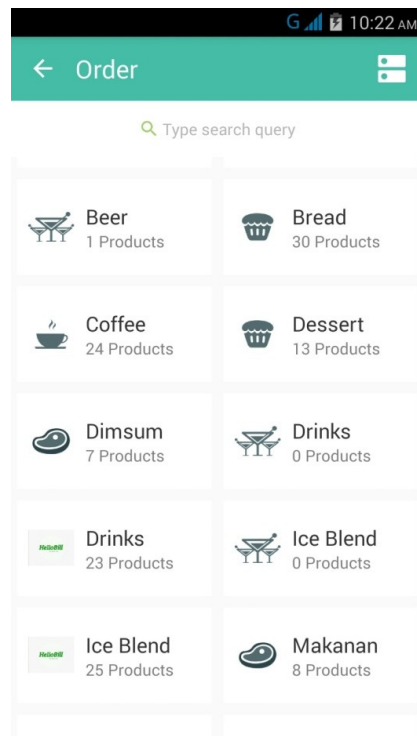 G 10:22 AM
Order
Type search query
Beer
1 Products
Bread
30 Products
Coffee
24 Products
Dessert
13 Products
Dimsum
7 Products
Drinks
0 Products
HelloBill
Drinks
23 Products
Ice Blend
0 Products
HelloBill
Ice Blend
25 Products
Makanan
8 Products